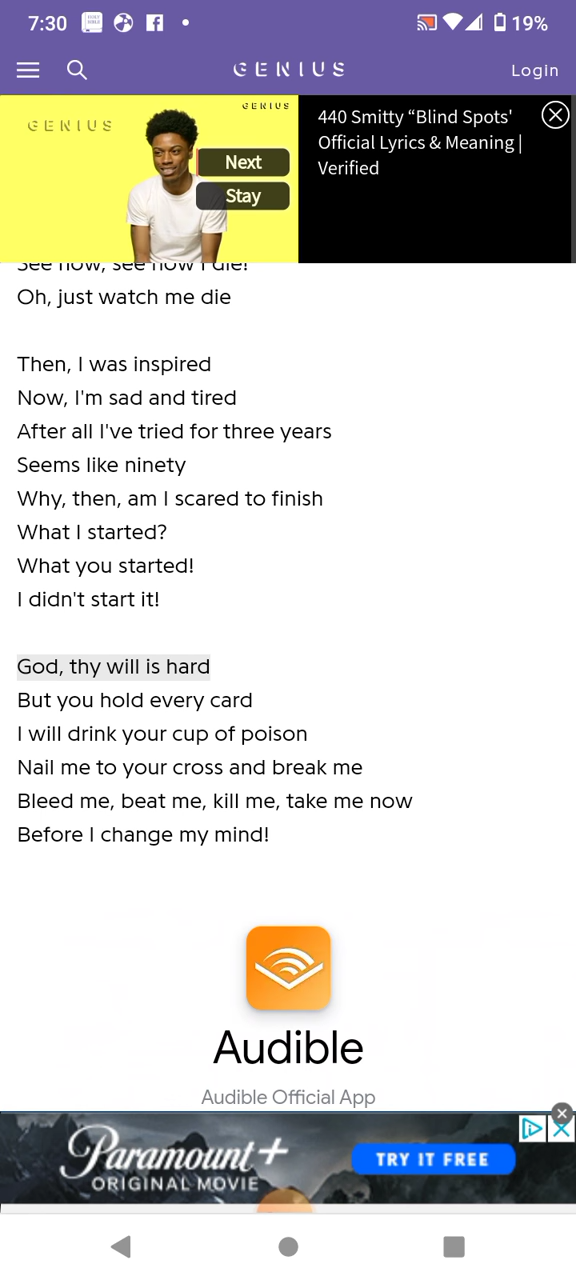 7:30
19%
GENIUS
Login
GENIUS
GENIUS
Next
Stay
440 Smitty “Blind Spots'
Official Lyrics & Meaning |
Verified
See how, see how I die!
Oh, just watch me die
Then, I was inspired
Now, I'm sad and tired
After all I've tried for three years
Seems like ninety
Why, then, am I scared to finish
What I started?
What you started!
I didn't start it!
God, thy will is hard
But you hold every card
I will drink your cup of poison
Nail me to your cross and break me
Bleed me, beat me, kill me, take me now
Before I change my mind!
Audible
Audible Official App
Paramount+
ORIGINAL MOVIE
TRY IT FREE